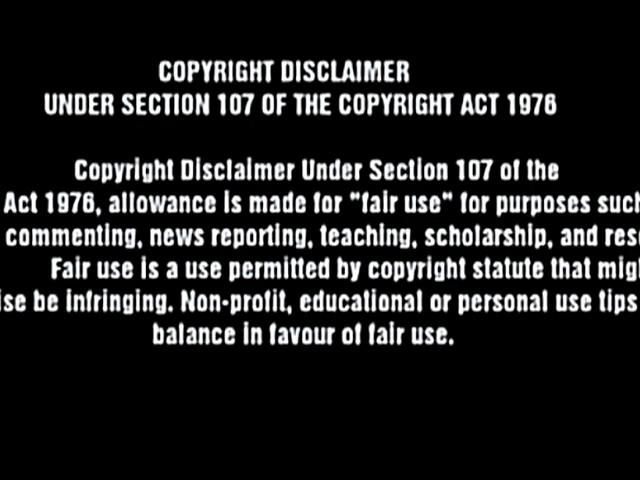 COPYRIGHT DISCLAIMER
UNDER SECTION 107 OF THE COPYRIGHT ACT 1976
Copyright Disclaimer Under Section 107 of the
Act 1976, allowance is made for "fair use" for purposes such
commenting, news reporting, teaching, scholarship, and
Fair use is a use permitted by copyright statute that
be infringing. Non-profit, educational or personal use tips
balance in favour of fair use.